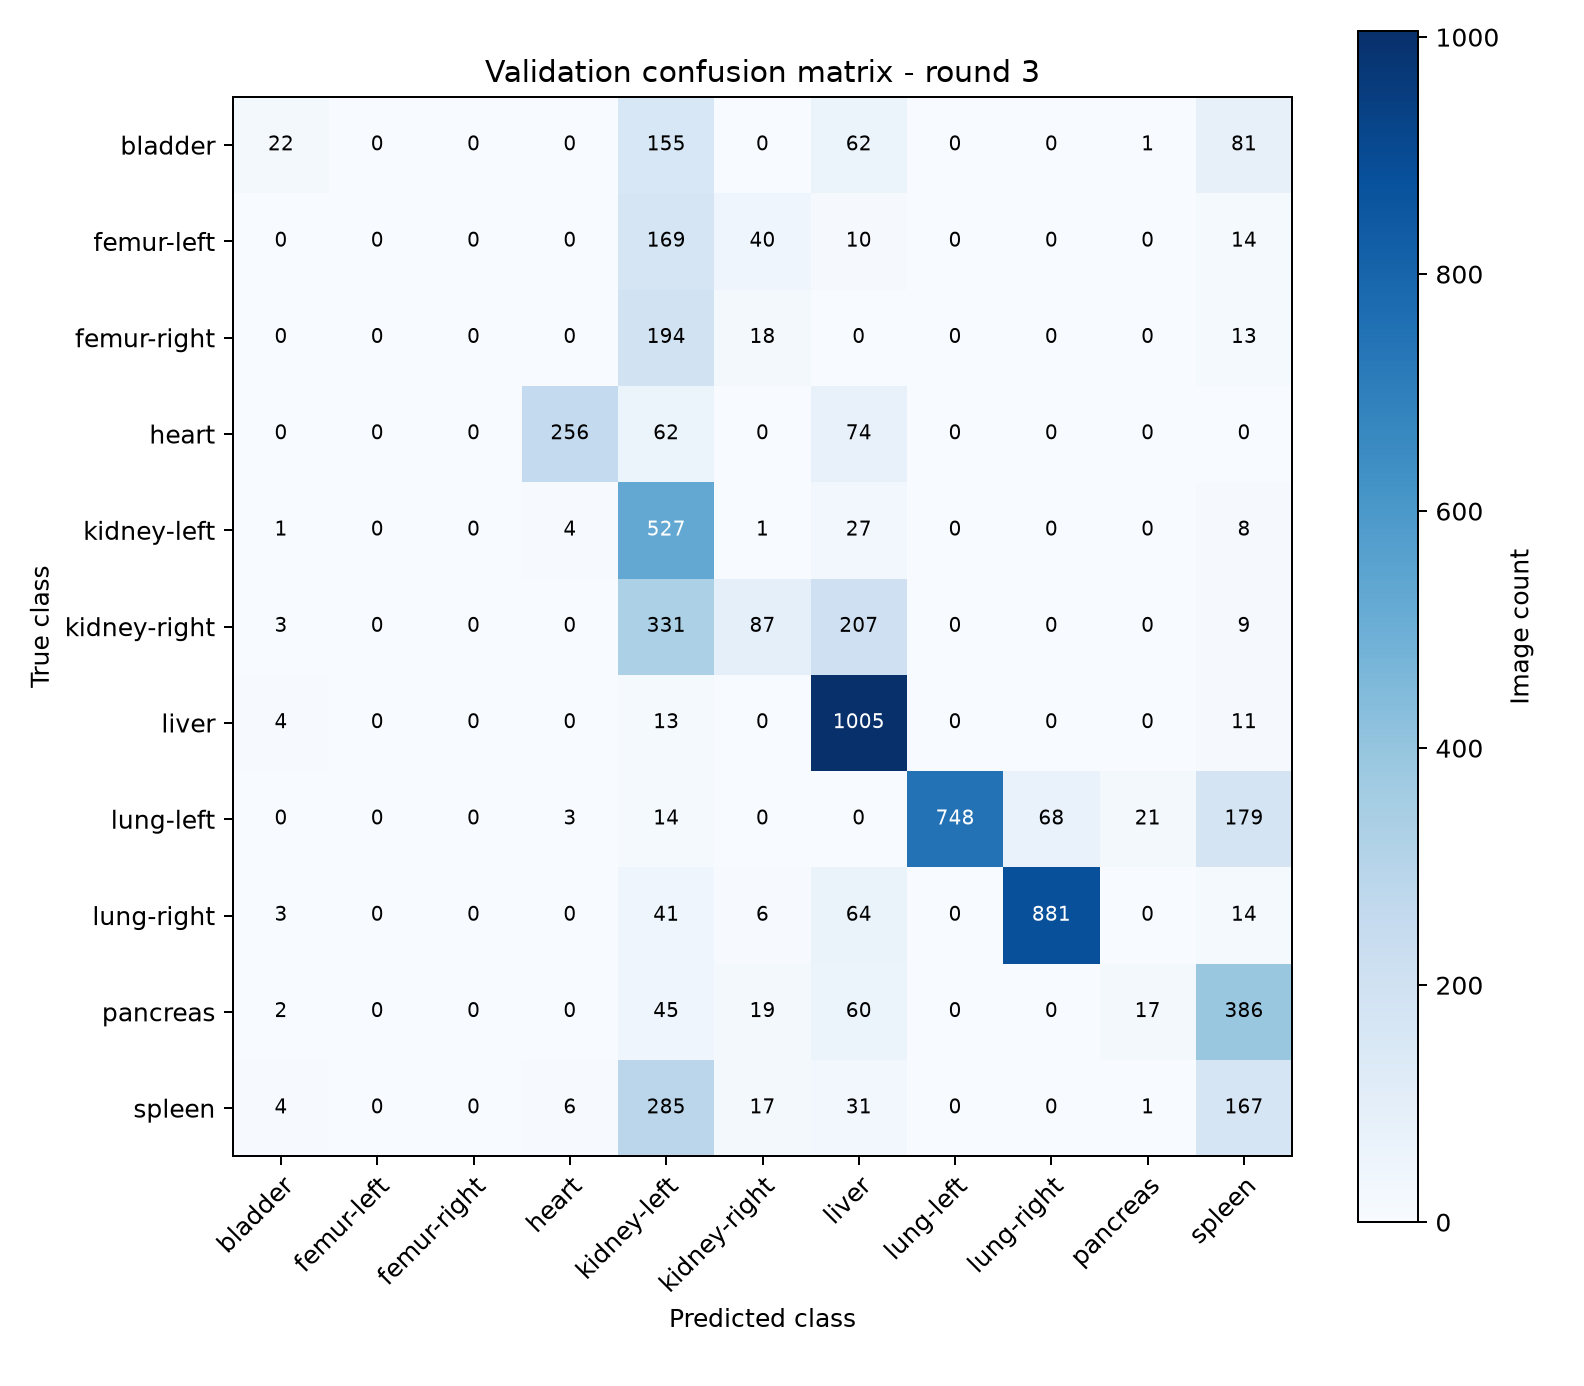 Validation confusion matrix - round 3
bladder 22 0 0 0 155 0 62 0 0 1 81
femur-left 0 0 0 0 169 40 10 0 0 0 14
femur-right 0 0 0 0 194 18 0 0 0 0 13
heart 0 0 0 256 62 0 74 0 0 0 0
kidney-left 1 0 0 4 527 1 27 0 0 0 8
kidney-right 3 0 0 0 331 87 207 0 0 0 9
liver 4 0 0 0 13 0 1005 0 0 0 11
lung-left 0 0 0 3 14 0 0 748 68 21 179
lung-right 3 0 0 0 41 6 64 0 881 0 14
pancreas 2 0 0 0 45 19 60 0 0 17 386
spleen 4 0 0 6 285 17 31 0 0 1 167
bladder femur-left femur-right heart kidney-left kidney-right liver lung-left lung-right pancreas spleen
Predicted class
True class
1000
800
600
400
200
0
Image count